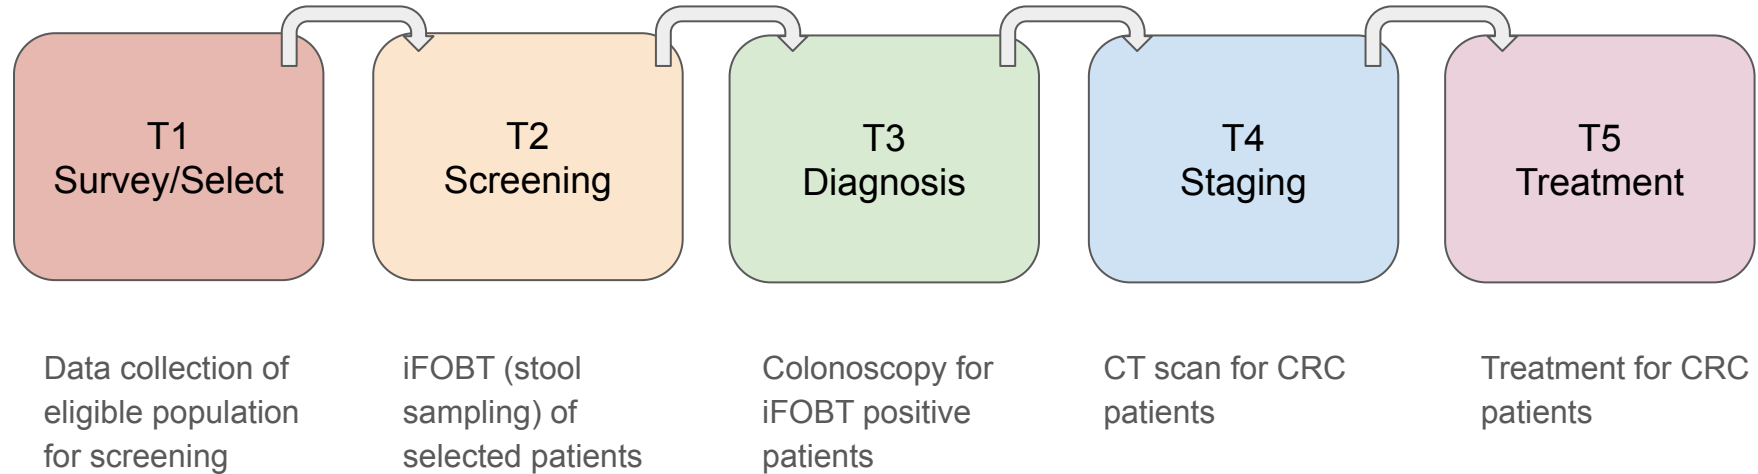 T1
Survey/Select
T2
Screening
T3
Diagnosis
T4
Staging
T5
Treatment
Data collection of
eligible population
for screening
iFOBT (stool
sampling) of
selected patients
Colonoscopy for
iFOBT positive
patients
CT scan for CRC
patients
Treatment for CRC
patients